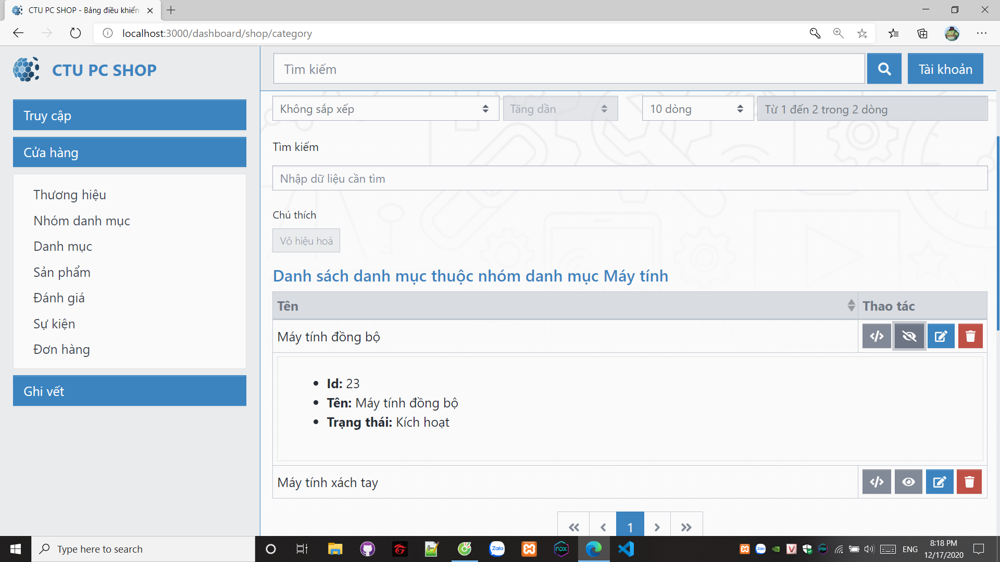 CTU PC SHOP - Bảng điều khiển
localhost:3000/dashboard/shop/category
CTU PC SHOP
Tìm kiếm
Tài khoản
Truy cập
Cửa hàng
Thương hiệu
Nhóm danh mục
Danh mục
Sản phẩm
Đánh giá
Sự kiện
Đơn hàng
Ghi vết
Không sắp xếp
Tăng dần
10 dòng
Từ 1 đến 2 trong 2 dòng
Tìm kiếm
Nhập dữ liệu cần tìm
Chú thích
Vô hiệu hoá
Danh sách danh mục thuộc nhóm danh mục Máy tính
Tên
Thao tác
Máy tính đồng bộ
Id: 23
Tên: Máy tính đồng bộ
Trạng thái: Kích hoạt
Máy tính xách tay
« ‹ 1 › »
Type here to search
Zalo
nox
ENG
8:18 PM
12/17/2020